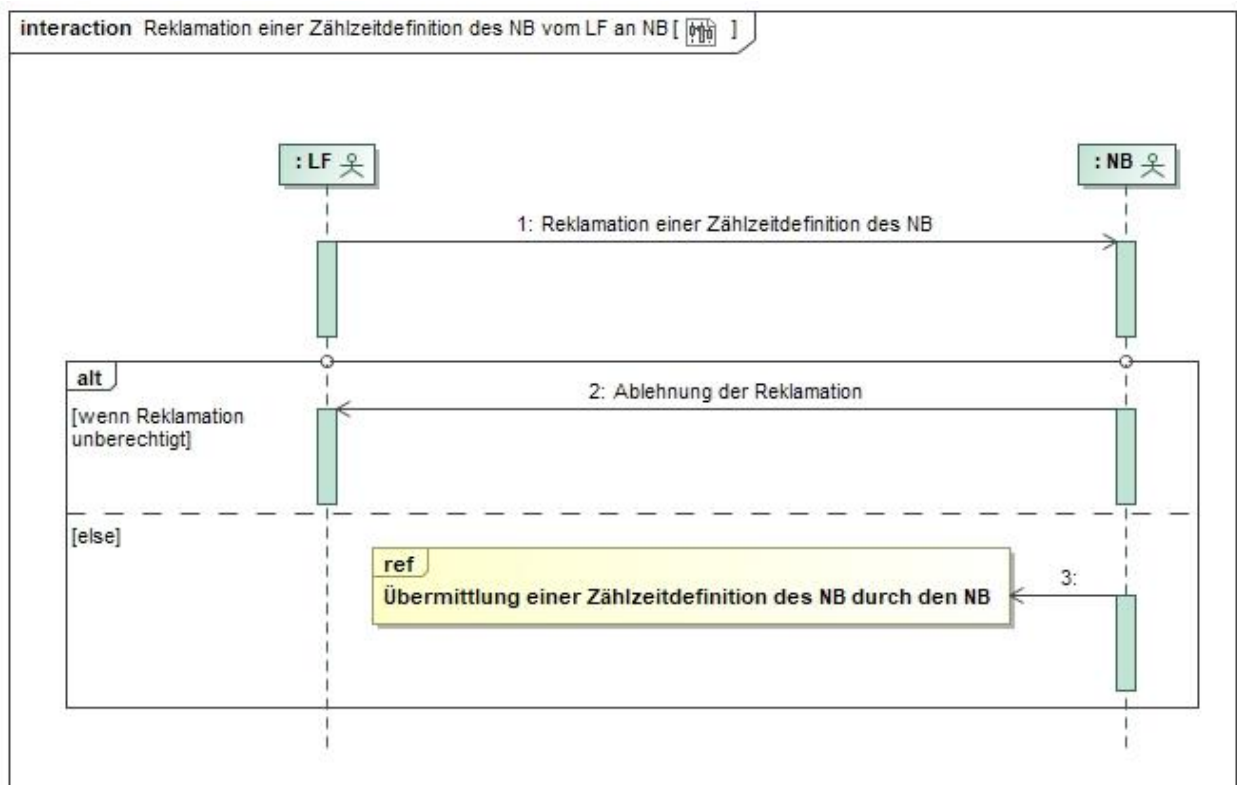 interaction Reklamation einer Zählzeitdefinition des NB vom LF an NB [ ]
: LF
: NB
1: Reklamation einer Zählzeitdefinition des NB
alt
2: Ablehnung der Reklamation
[wenn Reklamation
unberechtigt]
[else]
ref
3:
Übermittlung einer Zählzeitdefinition des NB durch den NB